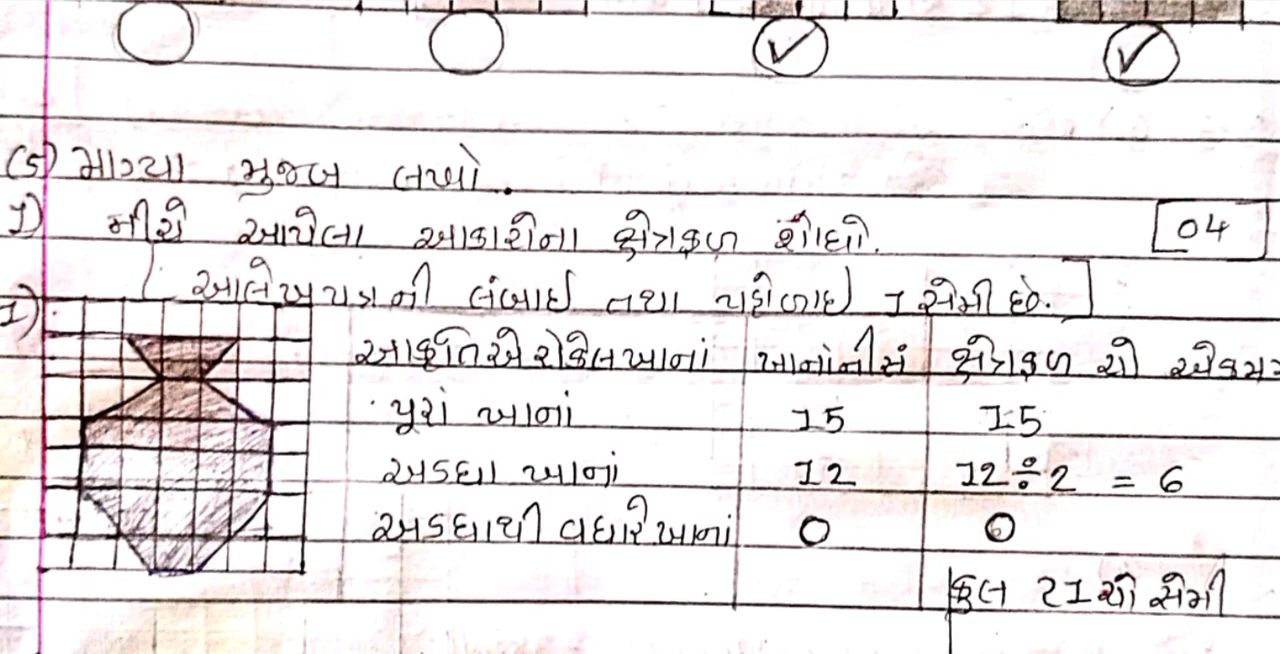 (5) માગ્યા મુજબ લખો.
1) નીચે આપેલા આકારોના ક્ષેત્રફળ શોધો. 04
[આલેખપત્રની લંબાઈ તથા પહોળાઈ 1 સેમી છે.]
1) આકૃતિએ રોકેલ ખાનાં ખાનાંનીસં ક્ષેત્રફળ ચો એકમ
પૂરાં ખાનાં 15 15
અડધા ખાનાં 12 12÷2 = 6
અડધાથી વધારે ખાનાં 0 0
કુલ 21 ચો સેમી